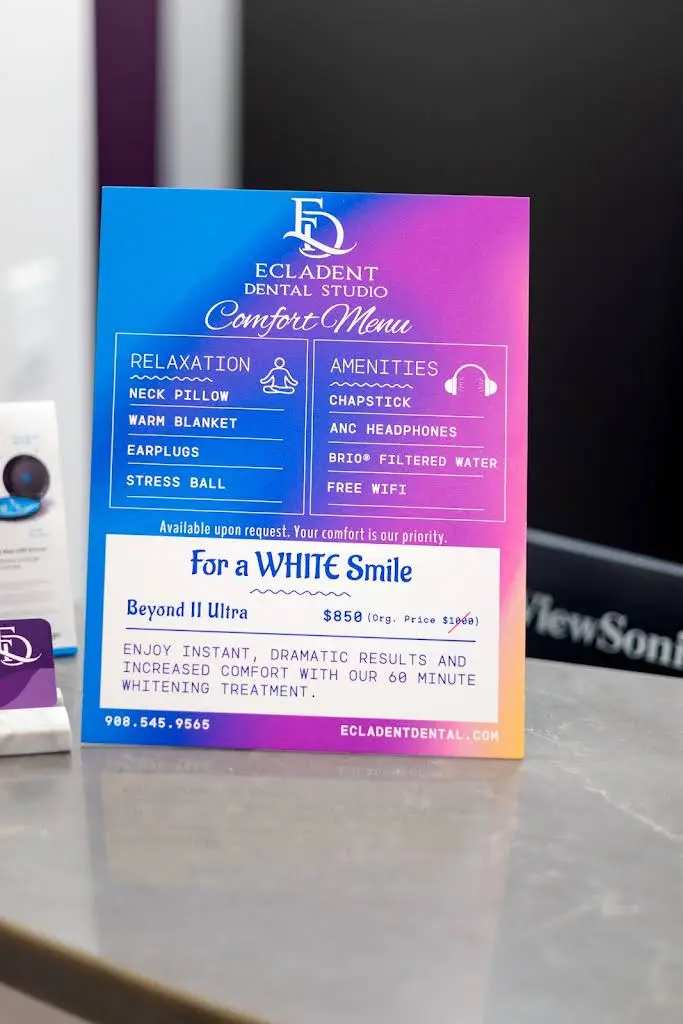 ED
ECLADENT
DENTAL STUDIO
Comfort Menu
RELAXATION
NECK PILLOW
WARM BLANKET
EARPLUGS
STRESS BALL
AMENITIES
CHAPSTICK
ANC HEADPHONES
BRIO® FILTERED WATER
FREE WIFI
Available upon request. Your comfort is our priority.
For a WHITE Smile
Beyond II Ultra
$850 (Org. Price $1000)
ENJOY INSTANT, DRAMATIC RESULTS AND
INCREASED COMFORT WITH OUR 60 MINUTE
WHITENING TREATMENT.
908.545.9565
ECLADENTDENTAL.COM
ViewSoni